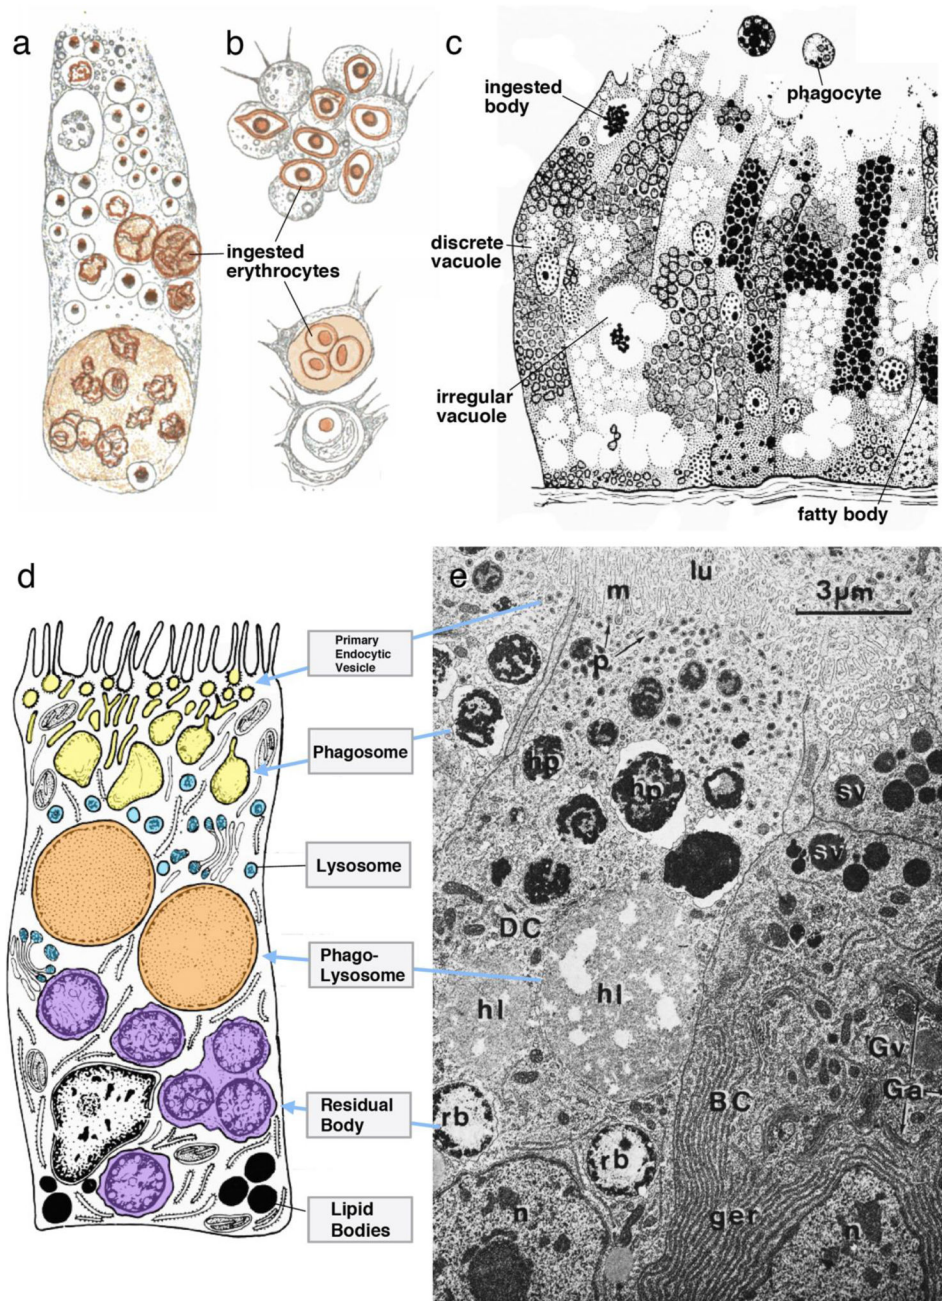 a
b
c
ingested
body
phagocyte
ingested
erythrocytes
discrete
vacuole
irregular
vacuole
fatty body
d
e
Primary
Endocytic
Vesicle
Phagosome
Lysosome
Phago-
Lysosome
Residual
Body
Lipid
Bodies
lu
m
3μm
p
hp
hp
sv
sv
DC
hl
hl
Gv
Ga
BC
rb
rb
n
ger
n